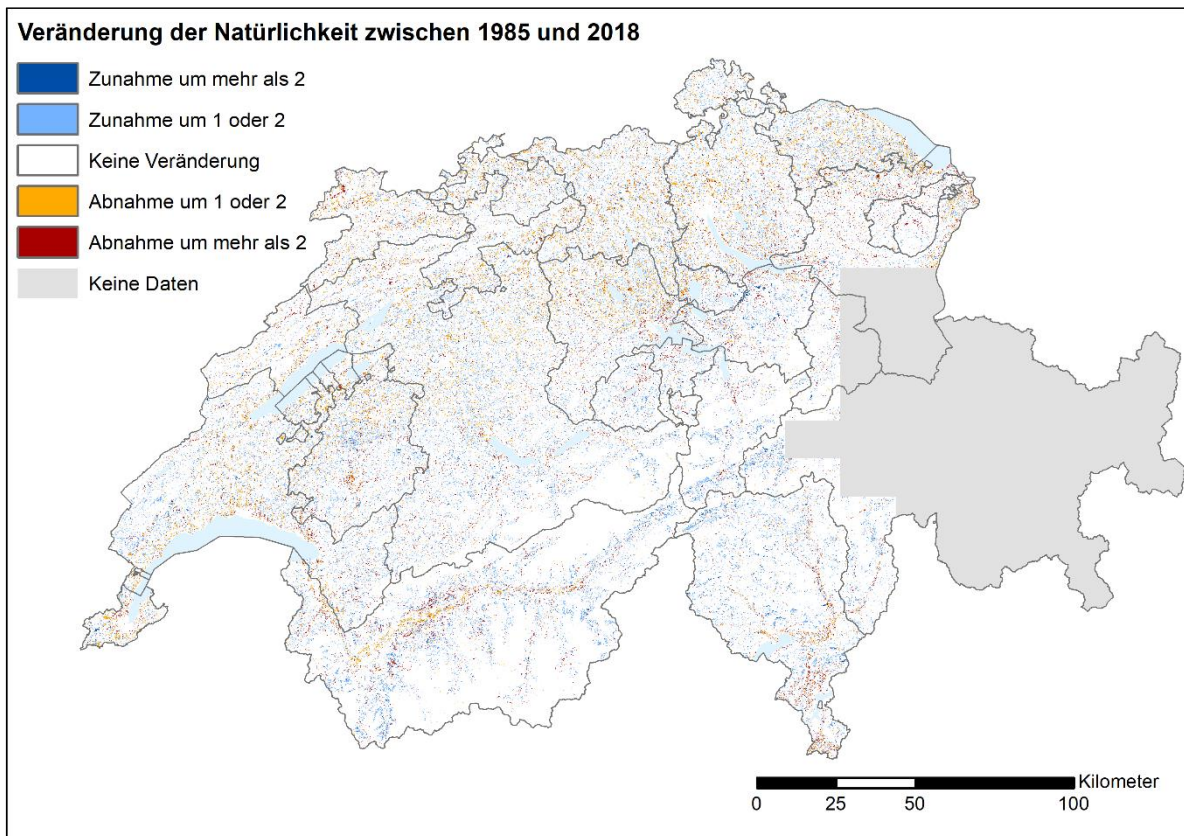 Veränderung der Natürlichkeit zwischen 1985 und 2018
Zunahme um mehr als 2
Zunahme um 1 oder 2
Keine Veränderung
Abnahme um 1 oder 2
Abnahme um mehr als 2
Keine Daten
Kilometer
0 25 50 100